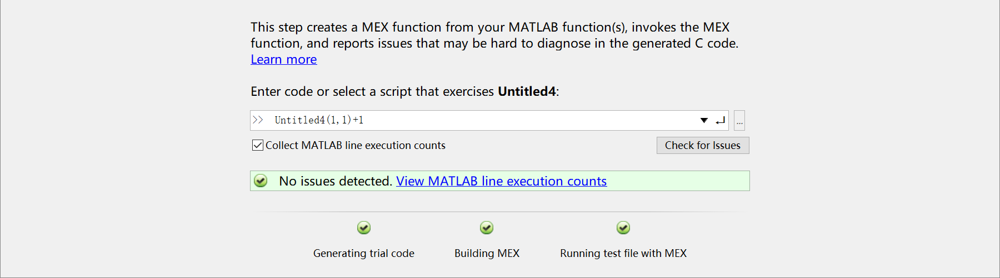 This step creates a MEX function from your MATLAB function(s), invokes the MEX
function, and reports issues that may be hard to diagnose in the generated C code.
Learn more
Enter code or select a script that exercises Untitled4:
>> Untitled4(1,1)+1
...
Collect MATLAB line execution counts
Check for Issues
No issues detected. View MATLAB line execution counts
Generating trial code
Building MEX
Running test file with MEX